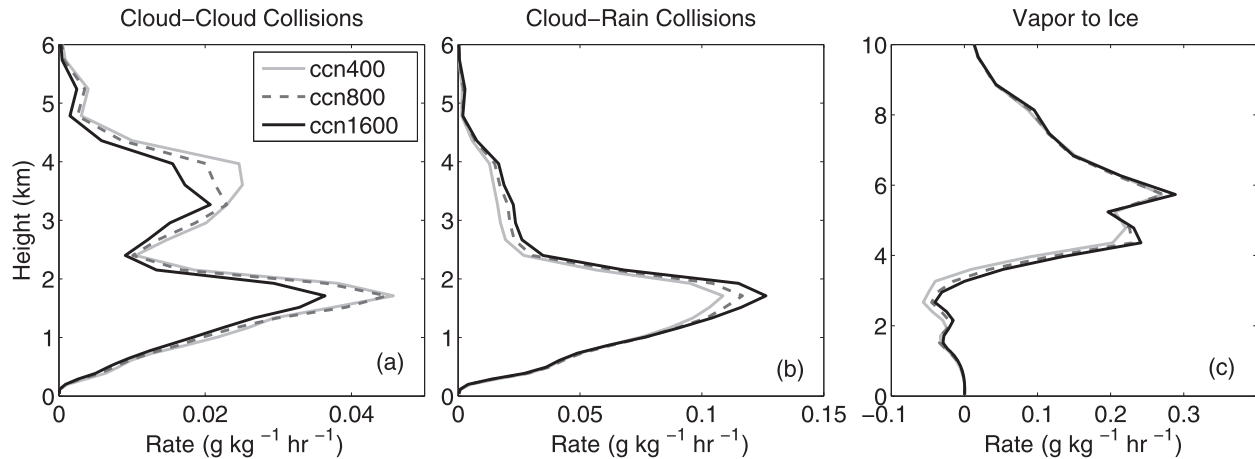 Cloud–Cloud Collisions
Cloud–Rain Collisions
Vapor to Ice
Height (km)
6
5
4
3
2
1
0
ccn400
ccn800
ccn1600
(a)
0
0.02
0.04
Rate (g kg⁻¹ hr⁻¹)
6
5
4
3
2
1
0
(b)
0
0.05
0.1
0.15
Rate (g kg⁻¹ hr⁻¹)
10
8
6
4
2
0
(c)
−0.1
0
0.1
0.2
0.3
Rate (g kg⁻¹ hr⁻¹)